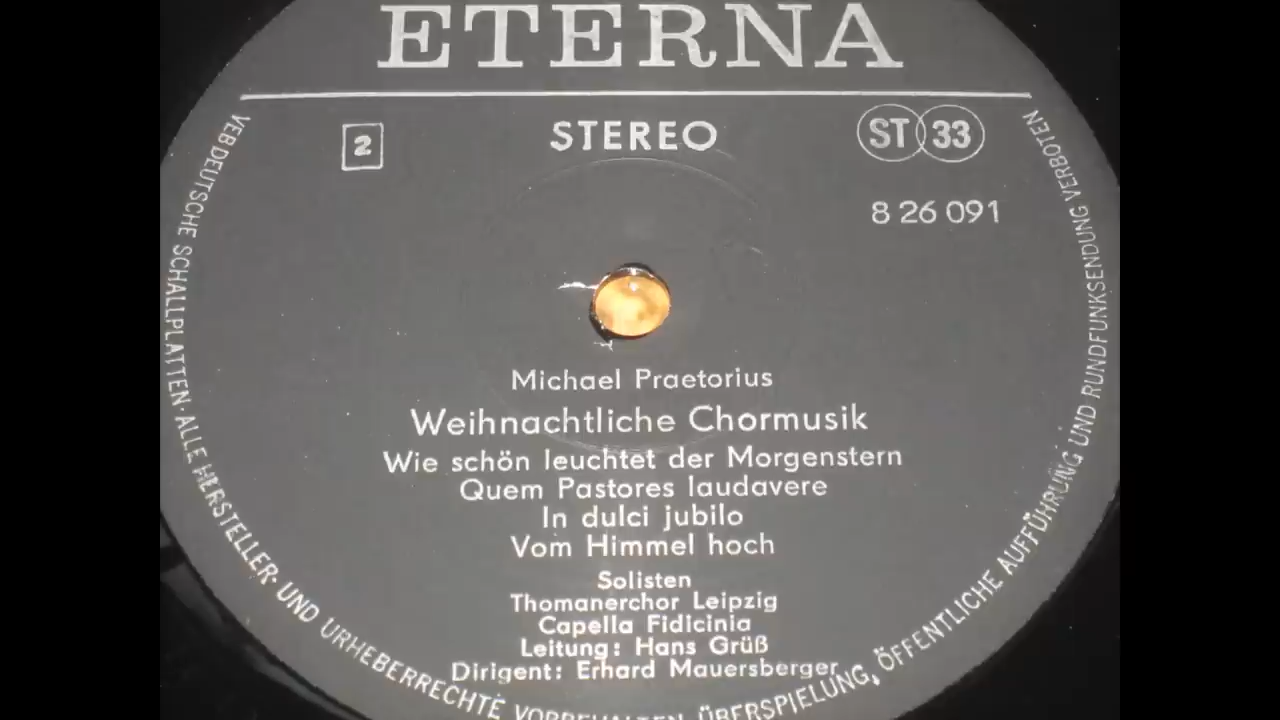 ETERNA
2
STEREO
ST 33
8 26 091
Michael Praetorius
Weihnachtliche Chormusik
Wie schön leuchtet der Morgenstern
Quem Pastores laudavere
In dulci jubilo
Vom Himmel hoch
Solisten
Thomanerchor Leipzig
Capella Fidicinia
Leitung: Hans Grüß
Dirigent: Erhard Mauersberger
VEB DEUTSCHE SCHALLPLATTEN · ALLE HERSTELLER- UND URHEBERRECHTE VORBEHALTEN. ÜBERSPIELUNG, ÖFFENTLICHE AUFFÜHRUNG UND RUNDFUNKSENDUNG VERBOTEN